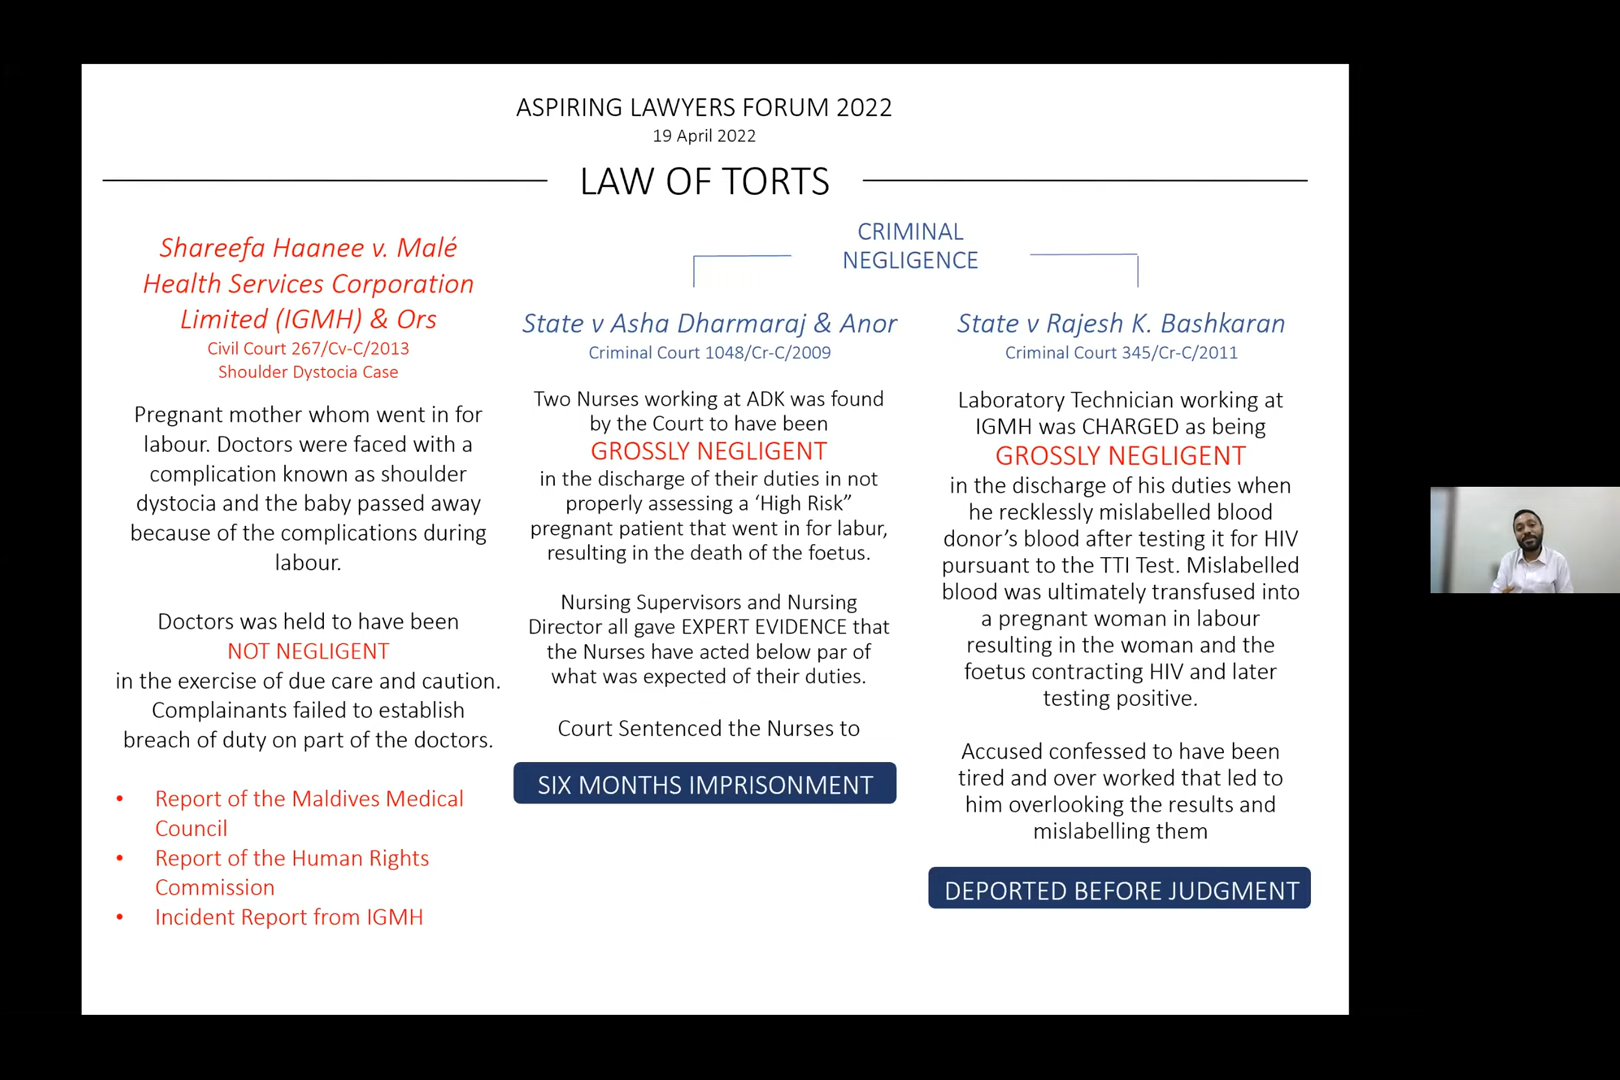 ASPIRING LAWYERS FORUM 2022
19 April 2022
LAW OF TORTS
Shareefa Haanee v. Malé
Health Services Corporation
Limited (IGMH) & Ors
Civil Court 267/Cv-C/2013
Shoulder Dystocia Case
Pregnant mother whom went in for
labour. Doctors were faced with a
complication known as shoulder
dystocia and the baby passed away
because of the complications during
labour.
Doctors was held to have been
NOT NEGLIGENT
in the exercise of due care and caution.
Complainants failed to establish
breach of duty on part of the doctors.
• Report of the Maldives Medical
Council
• Report of the Human Rights
Commission
• Incident Report from IGMH
CRIMINAL
NEGLIGENCE
State v Asha Dharmaraj & Anor
Criminal Court 1048/Cr-C/2009
Two Nurses working at ADK was found
by the Court to have been
GROSSLY NEGLIGENT
in the discharge of their duties in not
properly assessing a ‘High Risk”
pregnant patient that went in for labur,
resulting in the death of the foetus.
Nursing Supervisors and Nursing
Director all gave EXPERT EVIDENCE that
the Nurses have acted below par of
what was expected of their duties.
Court Sentenced the Nurses to
SIX MONTHS IMPRISONMENT
State v Rajesh K. Bashkaran
Criminal Court 345/Cr-C/2011
Laboratory Technician working at
IGMH was CHARGED as being
GROSSLY NEGLIGENT
in the discharge of his duties when
he recklessly mislabelled blood
donor’s blood after testing it for HIV
pursuant to the TTI Test. Mislabelled
blood was ultimately transfused into
a pregnant woman in labour
resulting in the woman and the
foetus contracting HIV and later
testing positive.
Accused confessed to have been
tired and over worked that led to
him overlooking the results and
mislabelling them
DEPORTED BEFORE JUDGMENT